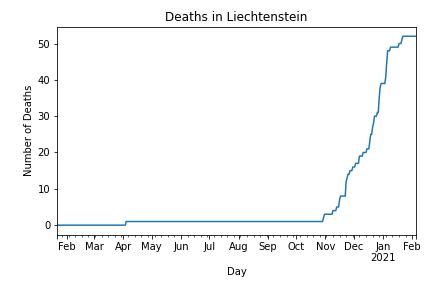 Deaths in Liechtenstein
Number of Deaths
50
40
30
20
10
0
Feb Mar Apr May Jun Jul Aug Sep Oct Nov Dec Jan Feb
2021
Day